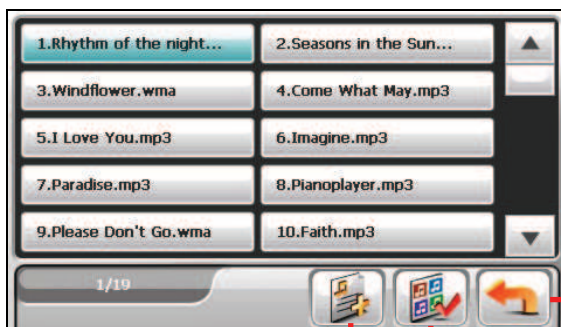 1.Rhythm of the night...
2.Seasons in the Sun...
3.Windflower.wma
4.Come What May.mp3
5.I Love You.mp3
6.Imagine.mp3
7.Paradise.mp3
8.Pianoplayer.mp3
9.Please Don't Go.wma
10.Faith.mp3
1/19